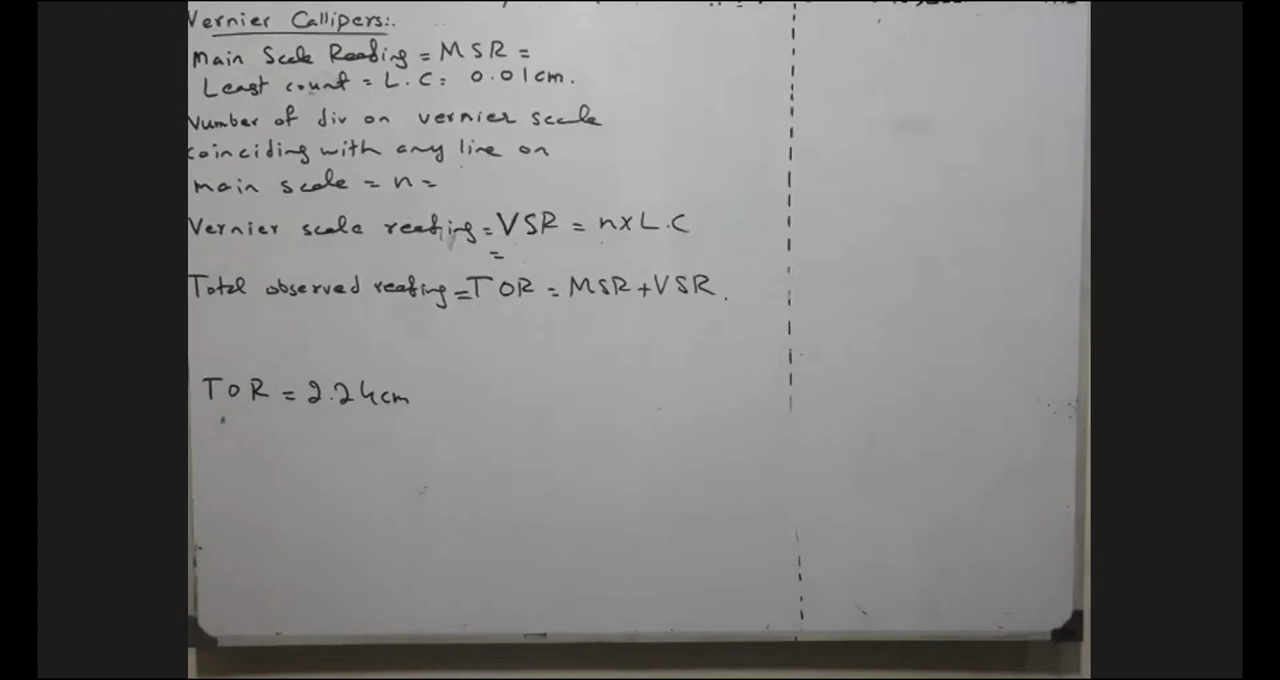 Vernier Callipers:.
Main Scale Reading = MSR =
Least count = L.C = 0.01cm.
Number of div on vernier scale
coinciding with any line on
main scale = n =
Vernier scale reading = VSR = n x L.C
=
Total observed reading = TOR = MSR + VSR.
TOR = 2.24cm